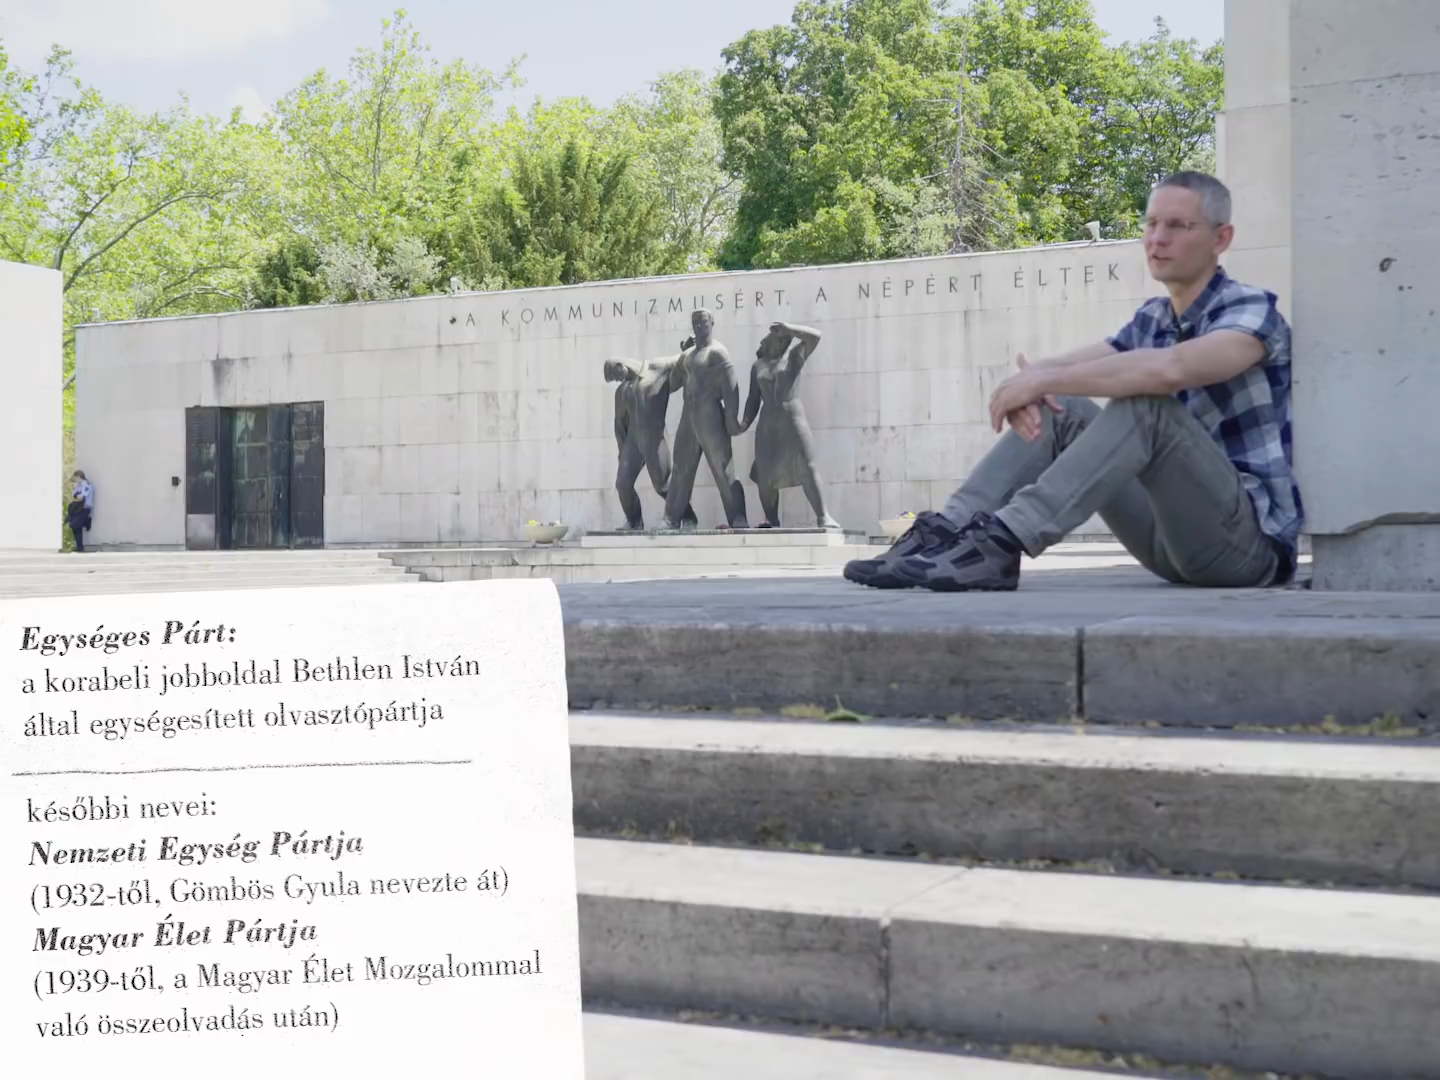 A KOMMUNIZMUSÉRT A NÉPÉRT ÉLTEK
Egységes Párt:
a korabeli jobboldal Bethlen István
által egységesített olvasztópártja
későbbi nevei:
Nemzeti Egység Pártja
(1932-től, Gömbös Gyula nevezte át)
Magyar Élet Pártja
(1939-től, a Magyar Élet Mozgalommal
való összeolvadás után)